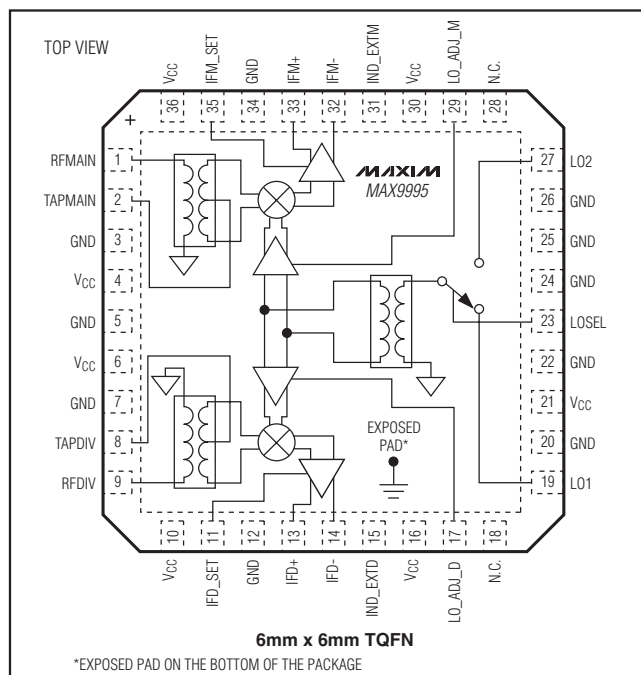 TOP VIEW
VCC
IFM_SET
GND
IFM+
IFM-
IND_EXTM
VCC
LO_ADJ_M
N.C.
36
35
34
33
32
31
30
29
28
+
RFMAIN 1
TAPMAIN 2
GND 3
VCC 4
GND 5
VCC 6
GND 7
TAPDIV 8
RFDIV 9
MAXIM
MAX9995
27 LO2
26 GND
25 GND
24 GND
23 LOSEL
22 GND
21 VCC
20 GND
19 LO1
EXPOSED
PAD*
10
11
12
13
14
15
16
17
18
VCC
IFD_SET
GND
IFD+
IFD-
IND_EXTD
VCC
LO_ADJ_D
N.C.
6mm x 6mm TQFN
*EXPOSED PAD ON THE BOTTOM OF THE PACKAGE